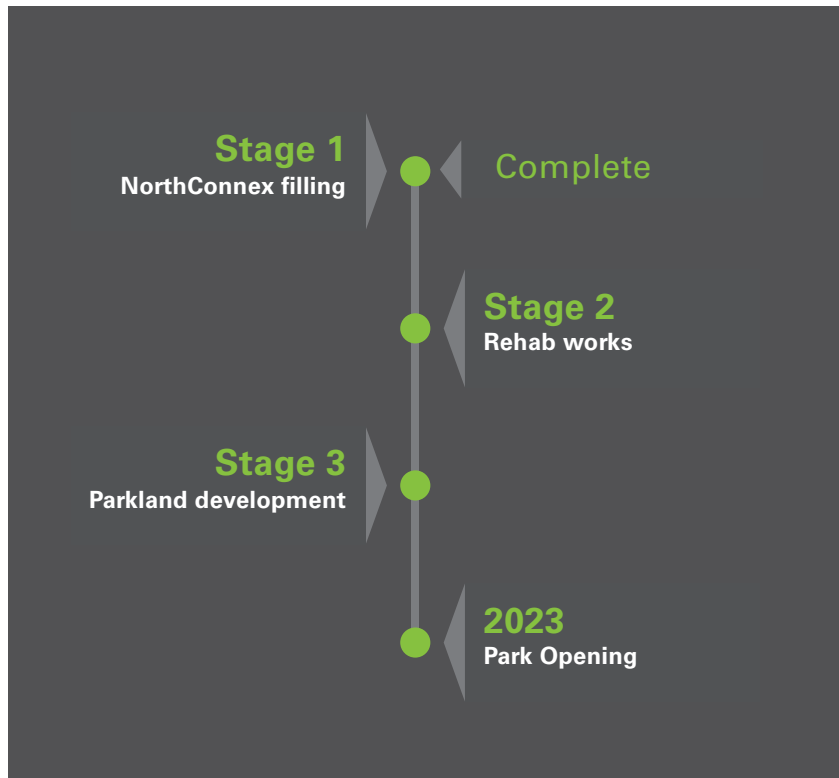 Stage 1
NorthConnex filling
Complete
Stage 2
Rehab works
Stage 3
Parkland development
2023
Park Opening